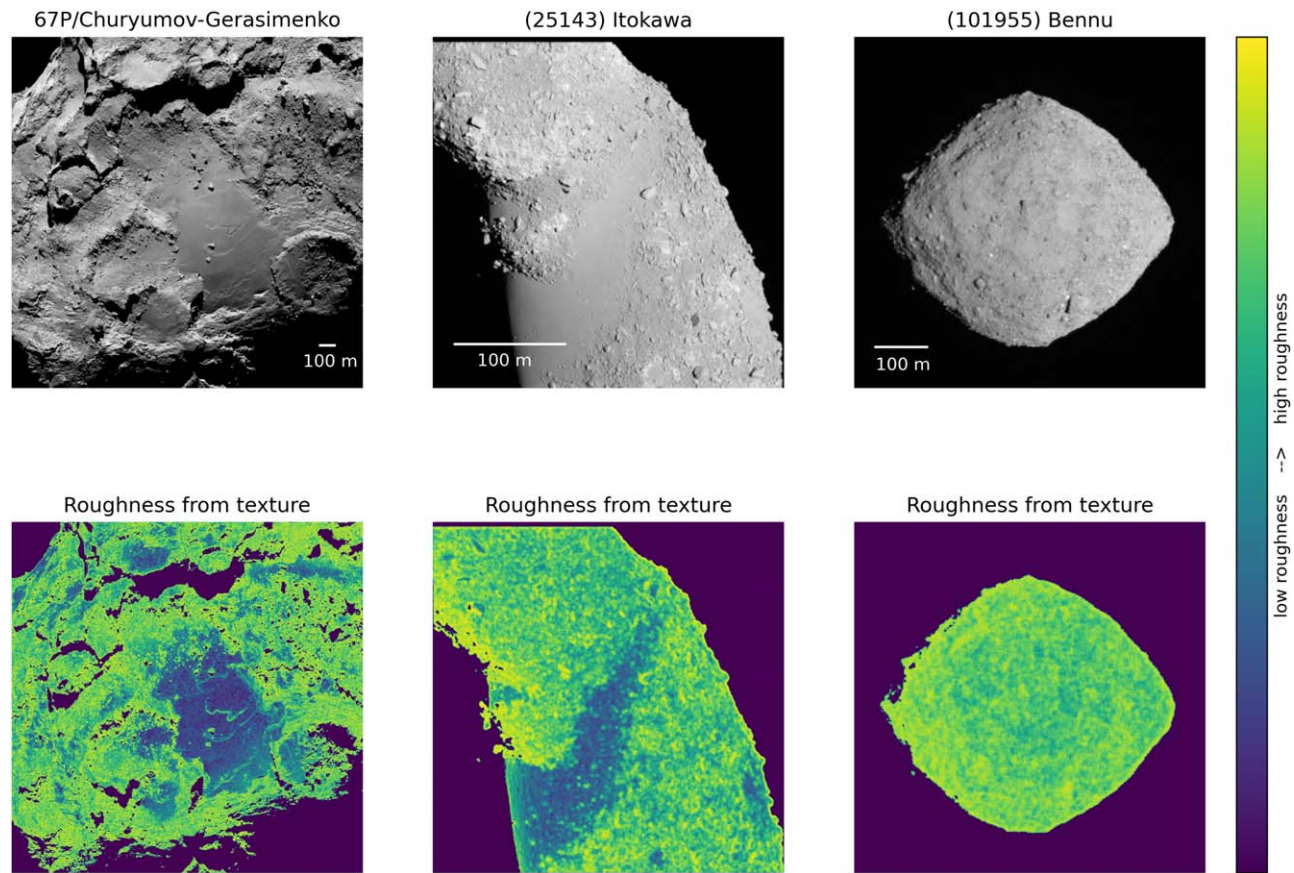 67P/Churyumov-Gerasimenko
(25143) Itokawa
(101955) Bennu
100 m
100 m
100 m
Roughness from texture
Roughness from texture
Roughness from texture
low roughness --> high roughness